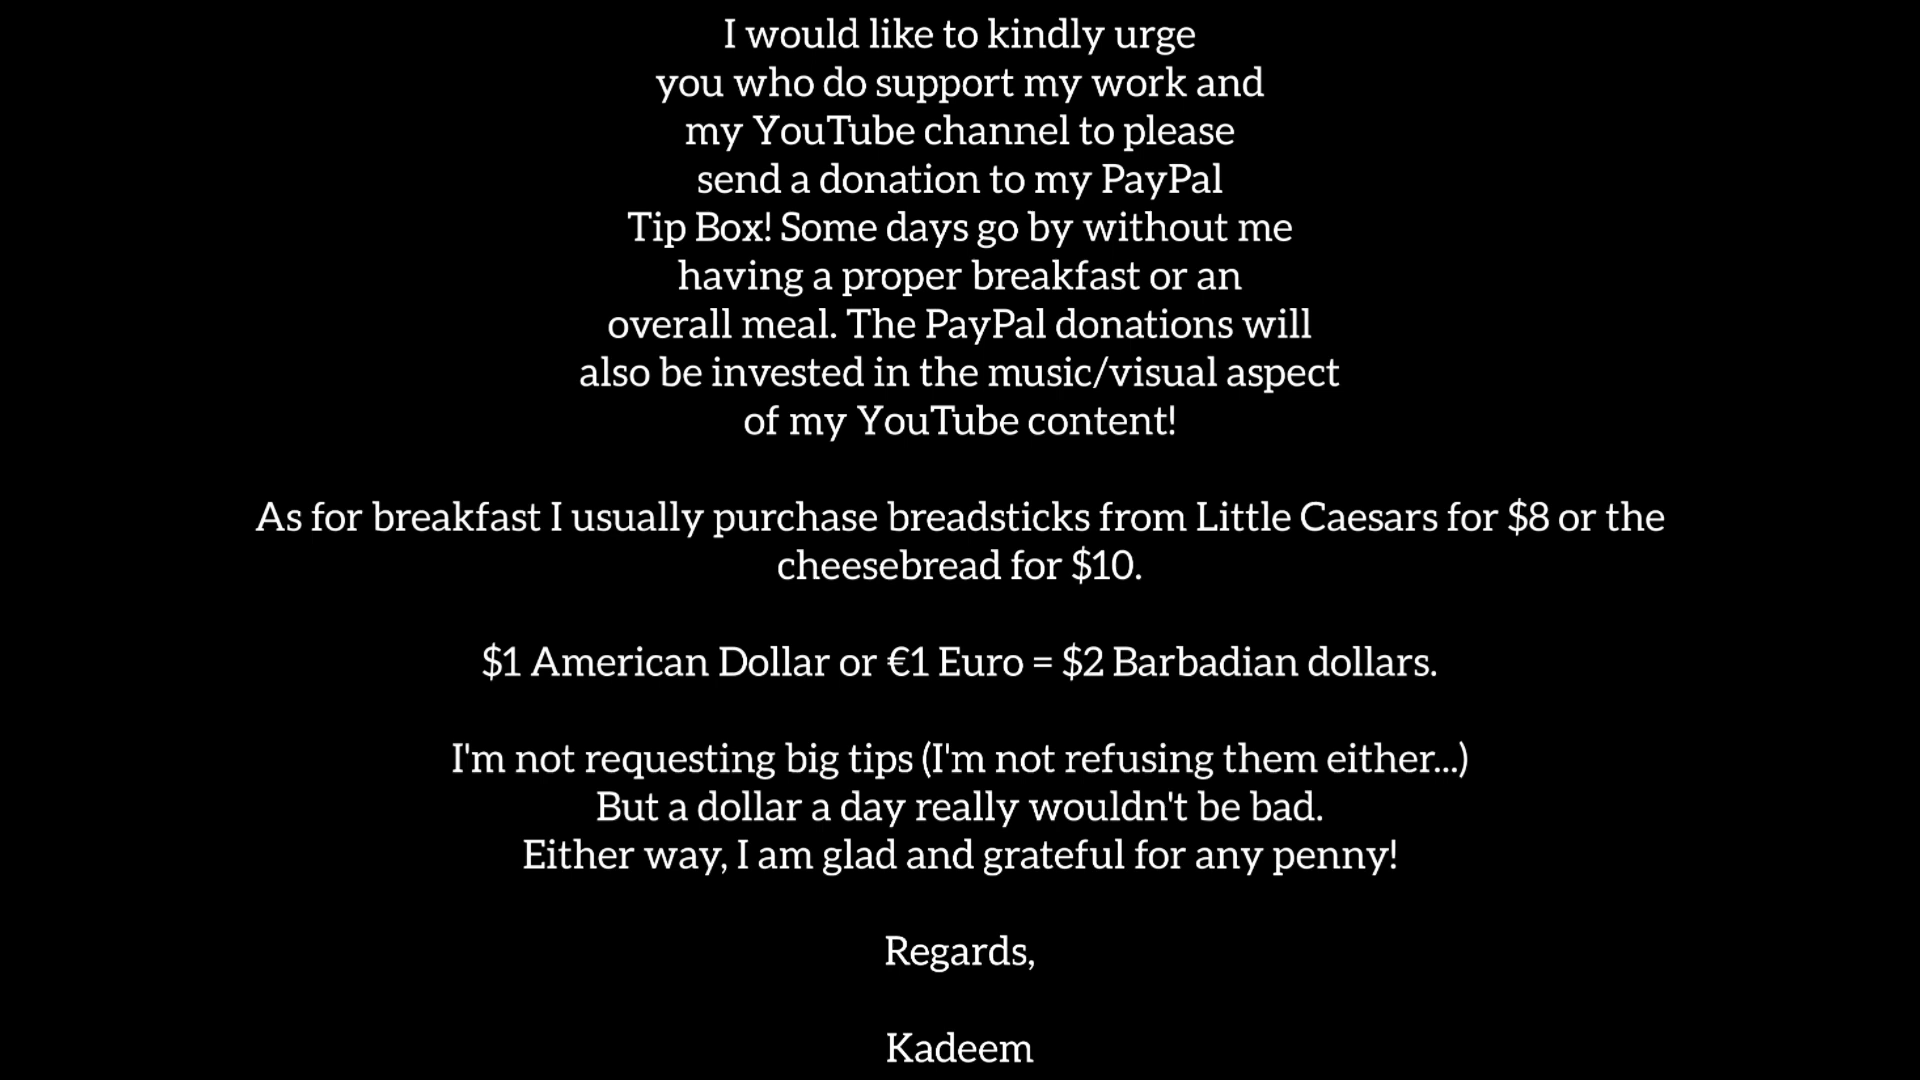 I would like to kindly urge
you who do support my work and
my YouTube channel to please
send a donation to my PayPal
Tip Box! Some days go by without me
having a proper breakfast or an
overall meal. The PayPal donations will
also be invested in the music/visual aspect
of my YouTube content!
As for breakfast I usually purchase breadsticks from Little Caesars for $8 or the
cheesebread for $10.
$1 American Dollar or €1 Euro = $2 Barbadian dollars.
I'm not requesting big tips (I'm not refusing them either...)
But a dollar a day really wouldn't be bad.
Either way, I am glad and grateful for any penny!
Regards,
Kadeem